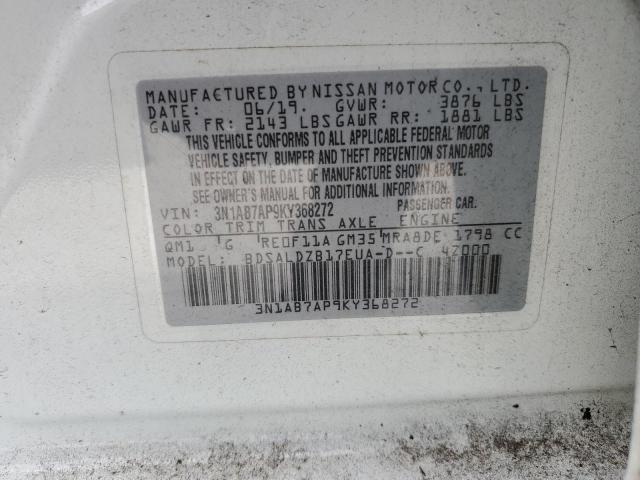 MANUFACTURED BY NISSAN MOTOR CO., LTD.
DATE: 06/19. GVWR: 3876 LBS
GAWR FR: 2143 LBS GAWR RR: 1881 LBS
THIS VEHICLE CONFORMS TO ALL APPLICABLE FEDERAL MOTOR
VEHICLE SAFETY, BUMPER AND THEFT PREVENTION STANDARDS
IN EFFECT ON THE DATE OF MANUFACTURE SHOWN ABOVE.
SEE OWNER'S MANUAL FOR ADDITIONAL INFORMATION.
VIN: 3N1AB7AP9KY368272 PASSENGER CAR.
COLOR TRIM TRANS AXLE ENGINE
QM1 G RE0F11A GM35 MRA8DE 1798 CC
MODEL: BDSALDZB17EUA-D--C 4Z000
3N1AB7AP9KY368272